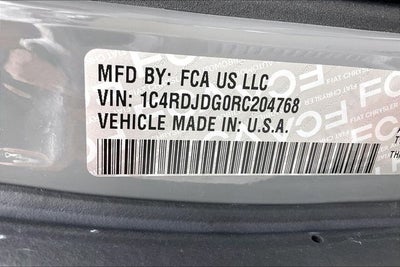 MFD BY: FCA US LLC
VIN: 1C4RDJDG0RC204768
VEHICLE MADE IN: U.S.A.